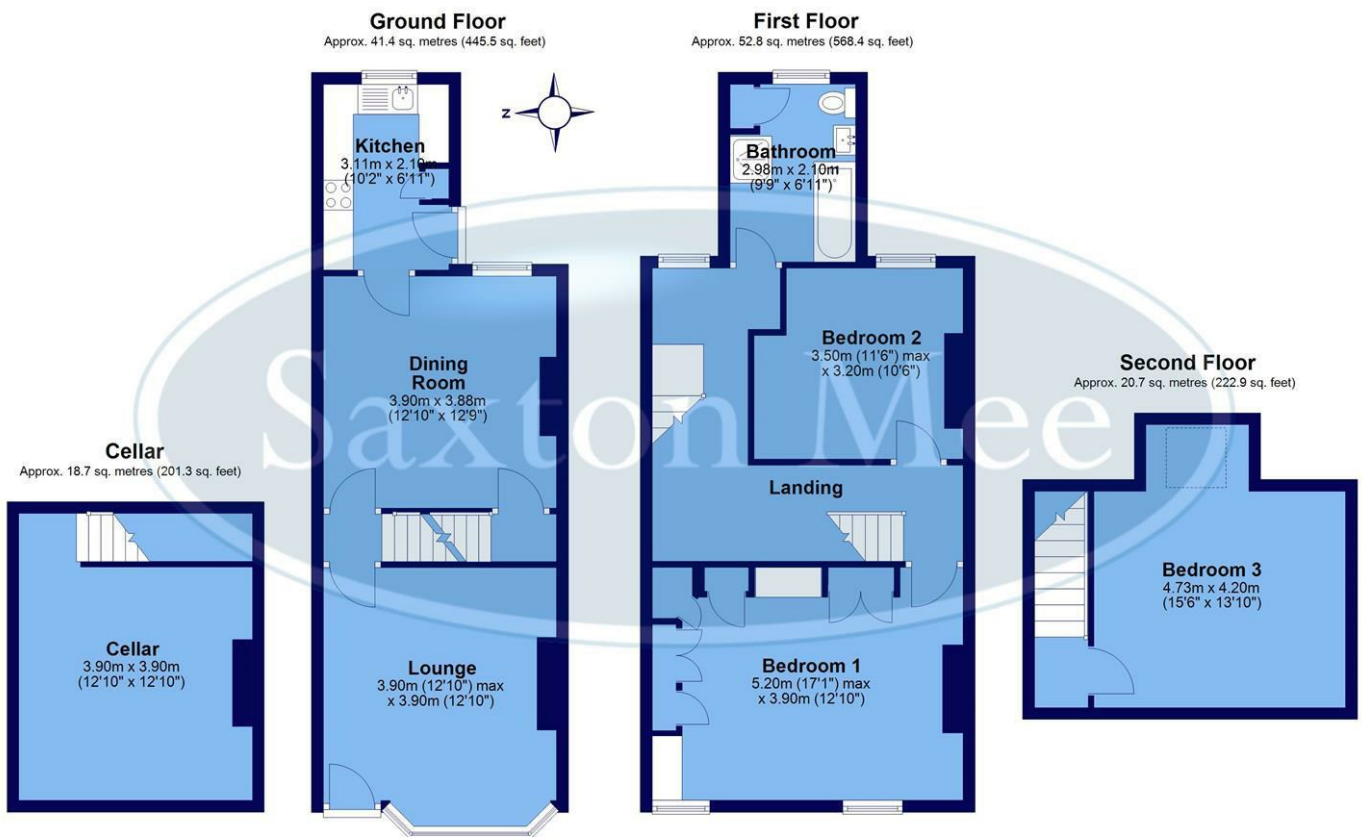 Ground Floor
Approx. 41.4 sq. metres (445.5 sq. feet)
First Floor
Approx. 52.8 sq. metres (568.4 sq. feet)
Z
Kitchen
3.11m x 2.10m
(10'2" x 6'11")
Bathroom
2.98m x 2.10m
(9'9" x 6'11")
Dining
Room
3.90m x 3.88m
(12'10" x 12'9")
Bedroom 2
3.50m (11'6") max
x 3.20m (10'6")
Second Floor
Approx. 20.7 sq. metres (222.9 sq. feet)
Saxton Mee
Cellar
Approx. 18.7 sq. metres (201.3 sq. feet)
Landing
Cellar
3.90m x 3.90m
(12'10" x 12'10")
Lounge
3.90m (12'10") max
x 3.90m (12'10")
Bedroom 1
5.20m (17'1") max
x 3.90m (12'10")
Bedroom 3
4.73m x 4.20m
(15'6" x 13'10")